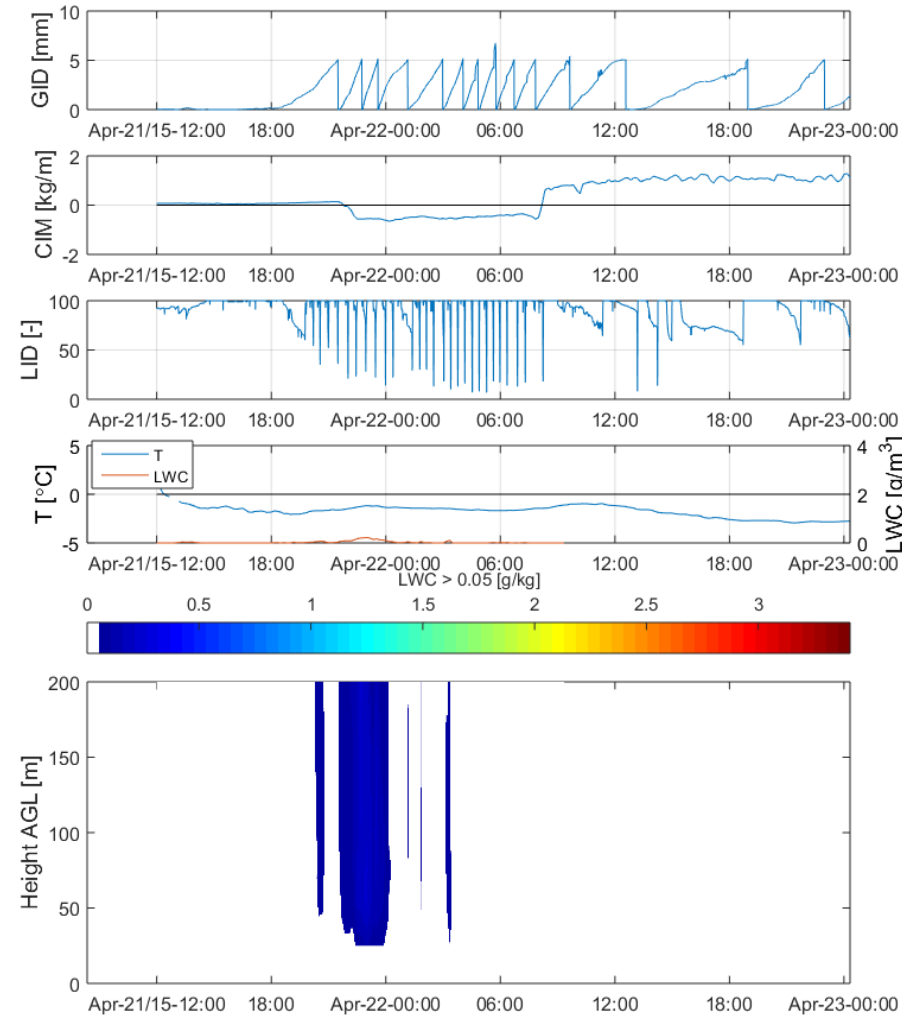 GID [mm]
10
5
0
Apr-21/15-12:00 18:00 Apr-22-00:00 06:00 12:00 18:00 Apr-23-00:00
CIM [kg/m]
2
0
-2
Apr-21/15-12:00 18:00 Apr-22-00:00 06:00 12:00 18:00 Apr-23-00:00
LID [-]
100
50
0
Apr-21/15-12:00 18:00 Apr-22-00:00 06:00 12:00 18:00 Apr-23-00:00
T [°C]
5
0
-5
T
LWC
LWC [g/m³]
4
2
0
Apr-21/15-12:00 18:00 Apr-22-00:00 06:00 12:00 18:00 Apr-23-00:00
LWC > 0.05 [g/kg]
0 0.5 1 1.5 2 2.5 3
Height AGL [m]
200
150
100
50
0
Apr-21/15-12:00 18:00 Apr-22-00:00 06:00 12:00 18:00 Apr-23-00:00